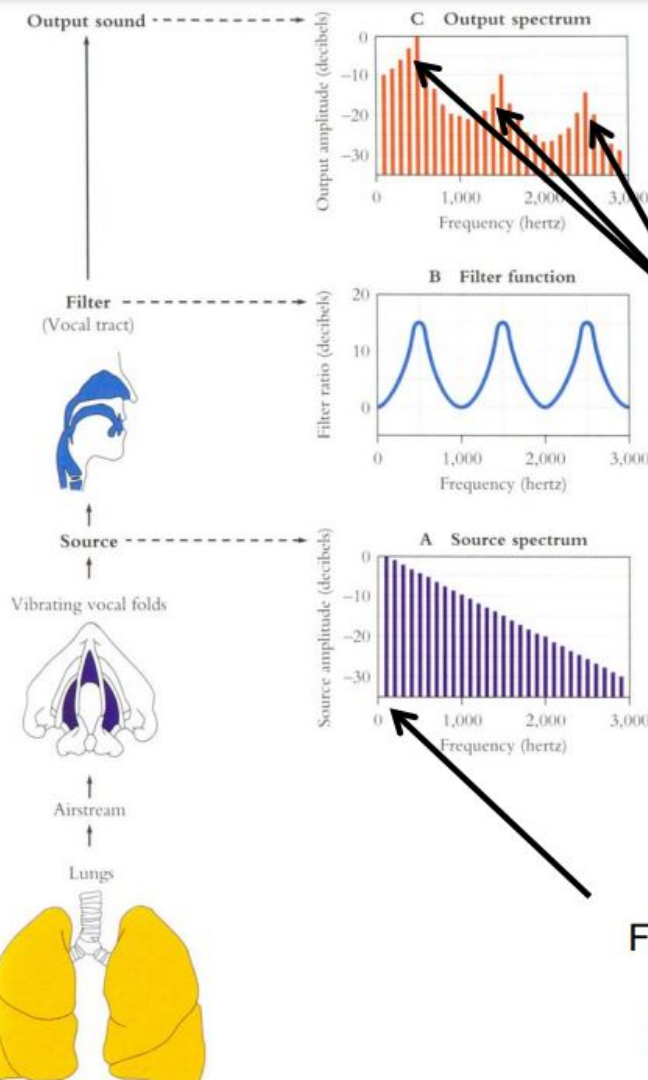 Output sound
C Output spectrum
Output amplitude (decibels)
0
−10
−20
−30
0 1,000 2,000 3,000
Frequency (hertz)
Filter
(Vocal tract)
B Filter function
Filter ratio (decibels)
20
10
0
0 1,000 2,000 3,000
Frequency (hertz)
Source
A Source spectrum
Source amplitude (decibels)
0
−10
−20
−30
0 1,000 2,000 3,000
Frequency (hertz)
Vibrating vocal folds
Airstream
Lungs
F